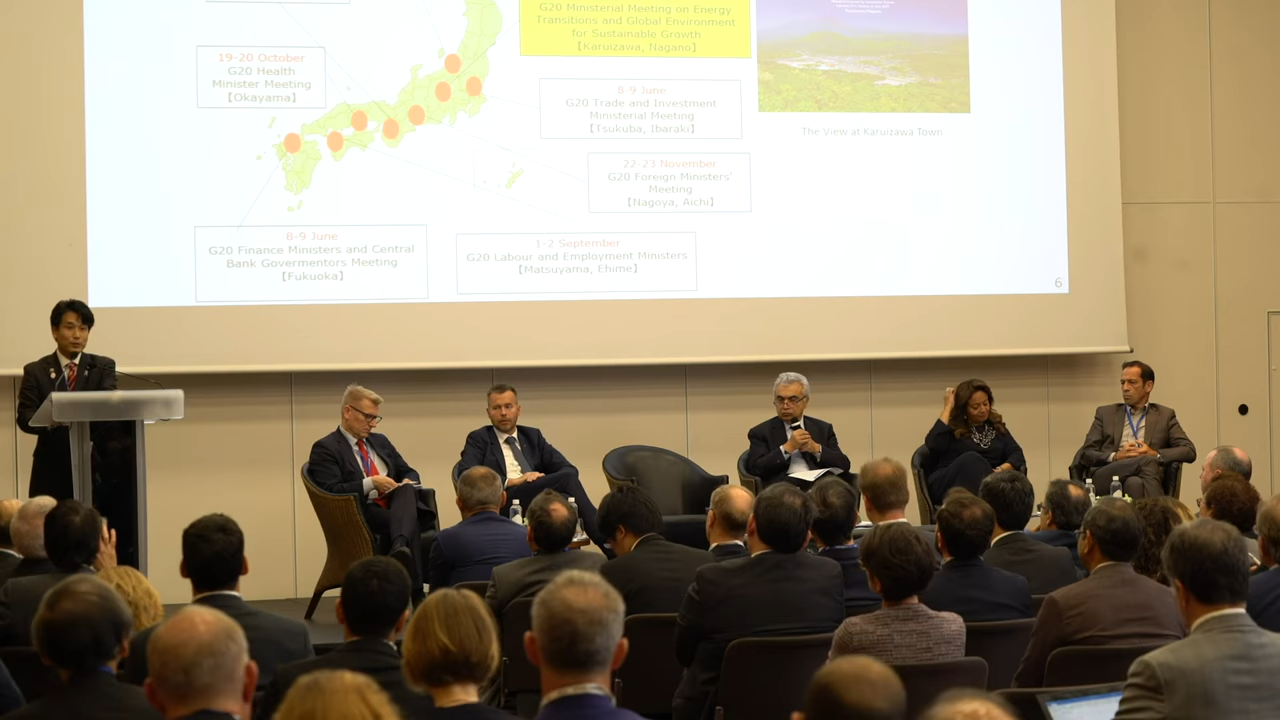 G20 Ministerial Meeting on Energy
Transitions and Global Environment
for Sustainable Growth
【Karuizawa, Nagano】
19-20 October
G20 Health
Minister Meeting
【Okayama】
8-9 June
G20 Trade and Investment
Ministerial Meeting
【Tsukuba, Ibaraki】
The View at Karuizawa Town
22-23 November
G20 Foreign Ministers'
Meeting
【Nagoya, Aichi】
8-9 June
G20 Finance Ministers and Central
Bank Govermentors Meeting
【Fukuoka】
1-2 September
G20 Labour and Employment Ministers
【Matsuyama, Ehime】
6